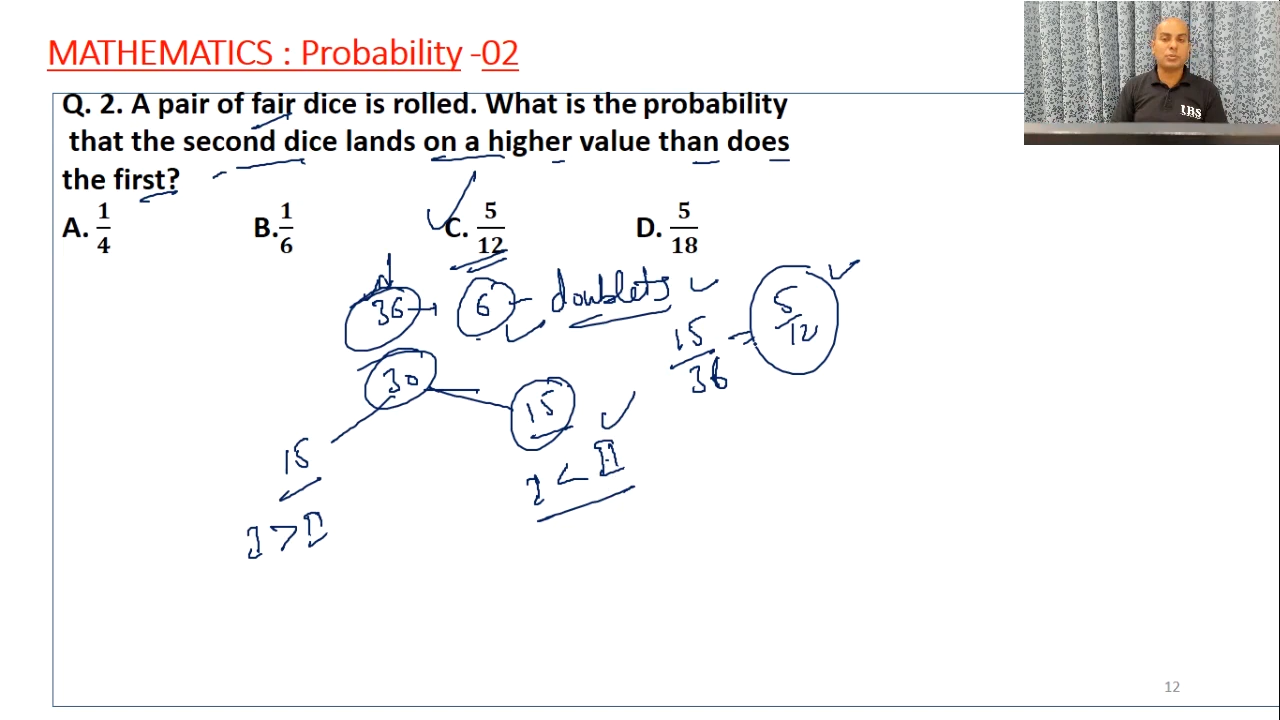 MATHEMATICS : Probability -02
Q. 2. A pair of fair dice is rolled. What is the probability
that the second dice lands on a higher value than does
the first?
A. 1/4 B. 1/6 C. 5/12 D. 5/18
36 6 - doublets
15/36 = 5/12
30
15
15
I < II
I > II
IBS
12